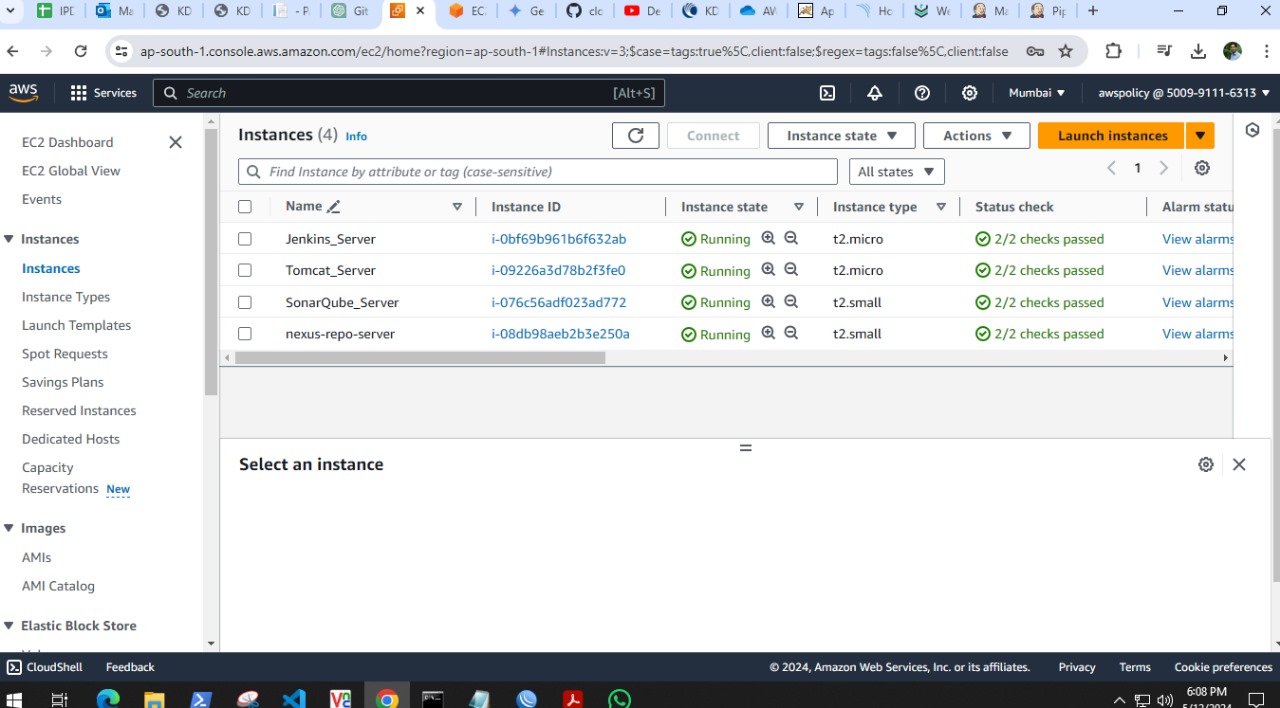 IPD
Ma
KD
KD
- P
Git
EC
Ge
clo
De
KD
AW
Ap
Ho
We
Ma
Pip
ap-south-1.console.aws.amazon.com/ec2/home?region=ap-south-1#Instances:v=3;$case=tags:true%5C,client:false;$regex=tags:false%5C,client:false
aws
Services
Search
[Alt+S]
Mumbai
awspolicy @ 5009-9111-6313
EC2 Dashboard
EC2 Global View
Events
Instances
Instances
Instance Types
Launch Templates
Spot Requests
Savings Plans
Reserved Instances
Dedicated Hosts
Capacity
Reservations New
Images
AMIs
AMI Catalog
Elastic Block Store
Instances (4) Info
Connect
Instance state
Actions
Launch instances
Find Instance by attribute or tag (case-sensitive)
All states
1
Name Instance ID Instance state Instance type Status check Alarm statu
Jenkins_Server i-0bf69b961b6f632ab Running t2.micro 2/2 checks passed View alarms
Tomcat_Server i-09226a3d78b2f3fe0 Running t2.micro 2/2 checks passed View alarms
SonarQube_Server i-076c56adf023ad772 Running t2.small 2/2 checks passed View alarms
nexus-repo-server i-08db98aeb2b3e250a Running t2.small 2/2 checks passed View alarms
Select an instance
CloudShell Feedback © 2024, Amazon Web Services, Inc. or its affiliates. Privacy Terms Cookie preferences
6:08 PM
5/12/2024